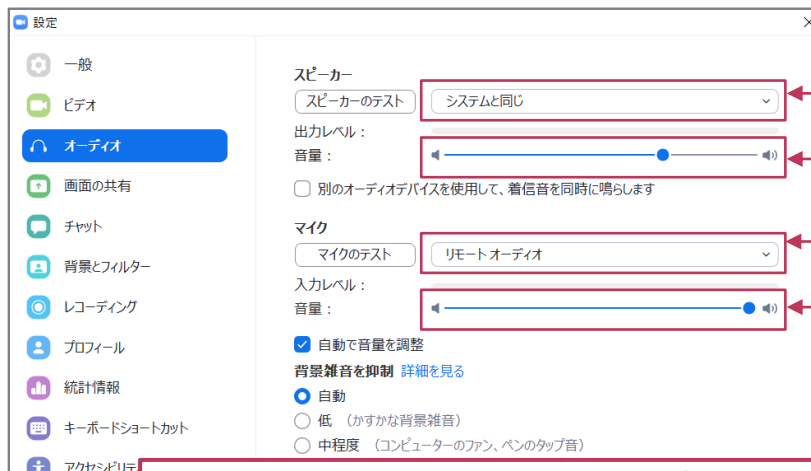 設定
一般
ビデオ
オーディオ
画面の共有
チャット
背景とフィルター
レコーディング
プロフィール
統計情報
キーボードショートカット
アクセシビリテ
スピーカー
スピーカーのテスト システムと同じ
出力レベル：
音量：
別のオーディオデバイスを使用して、着信音を同時に鳴らします
マイク
マイクのテスト リモート オーディオ
入力レベル：
音量：
自動で音量を調整
背景雑音を抑制 詳細を見る
自動
低 （かすかな背景雑音）
中程度 （コンピューターのファン、ペンのタップ音）